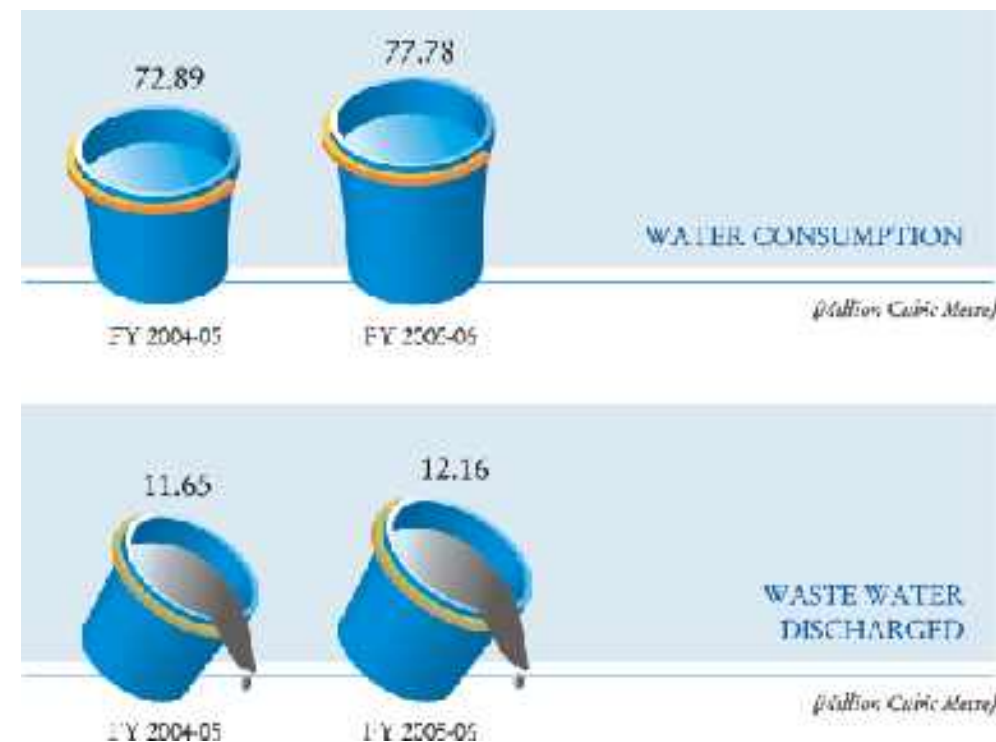 72.89
77.78
WATER CONSUMPTION
(Million Cubic Metre)
FY 2004-05
FY 2005-06
11.65
12.16
WASTE WATER
DISCHARGED
(Million Cubic Metre)
FY 2004-05
FY 2005-06